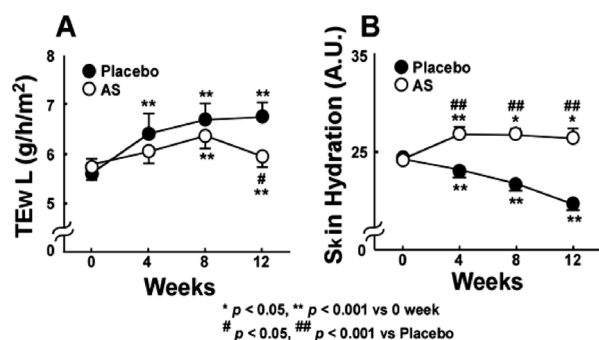 A
8
7
6
5
0
TEw L (g/h/m²)
Placebo
AS
** ** **
**
#
**
0 4 8 12
Weeks
B
35
25
0
Skin Hydration (A.U.)
Placebo
AS
## ## ##
** * *
**
**
**
0 4 8 12
Weeks
* p < 0.05, ** p < 0.001 vs 0 week
# p < 0.05, ## p < 0.001 vs Placebo